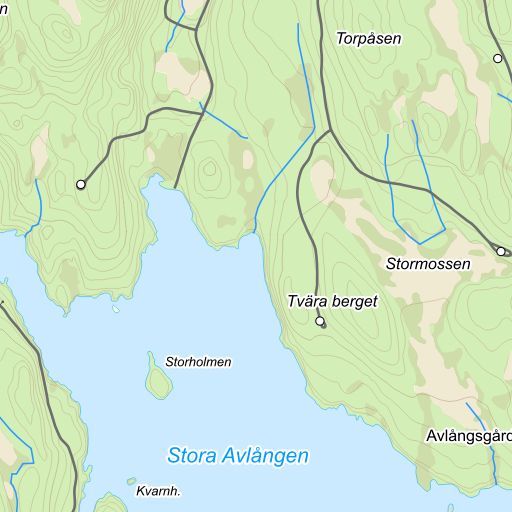 n
Torpåsen
Stormossen
Tvära berget
Storholmen
Avlångsgård
Stora Avlången
Kvarnh.